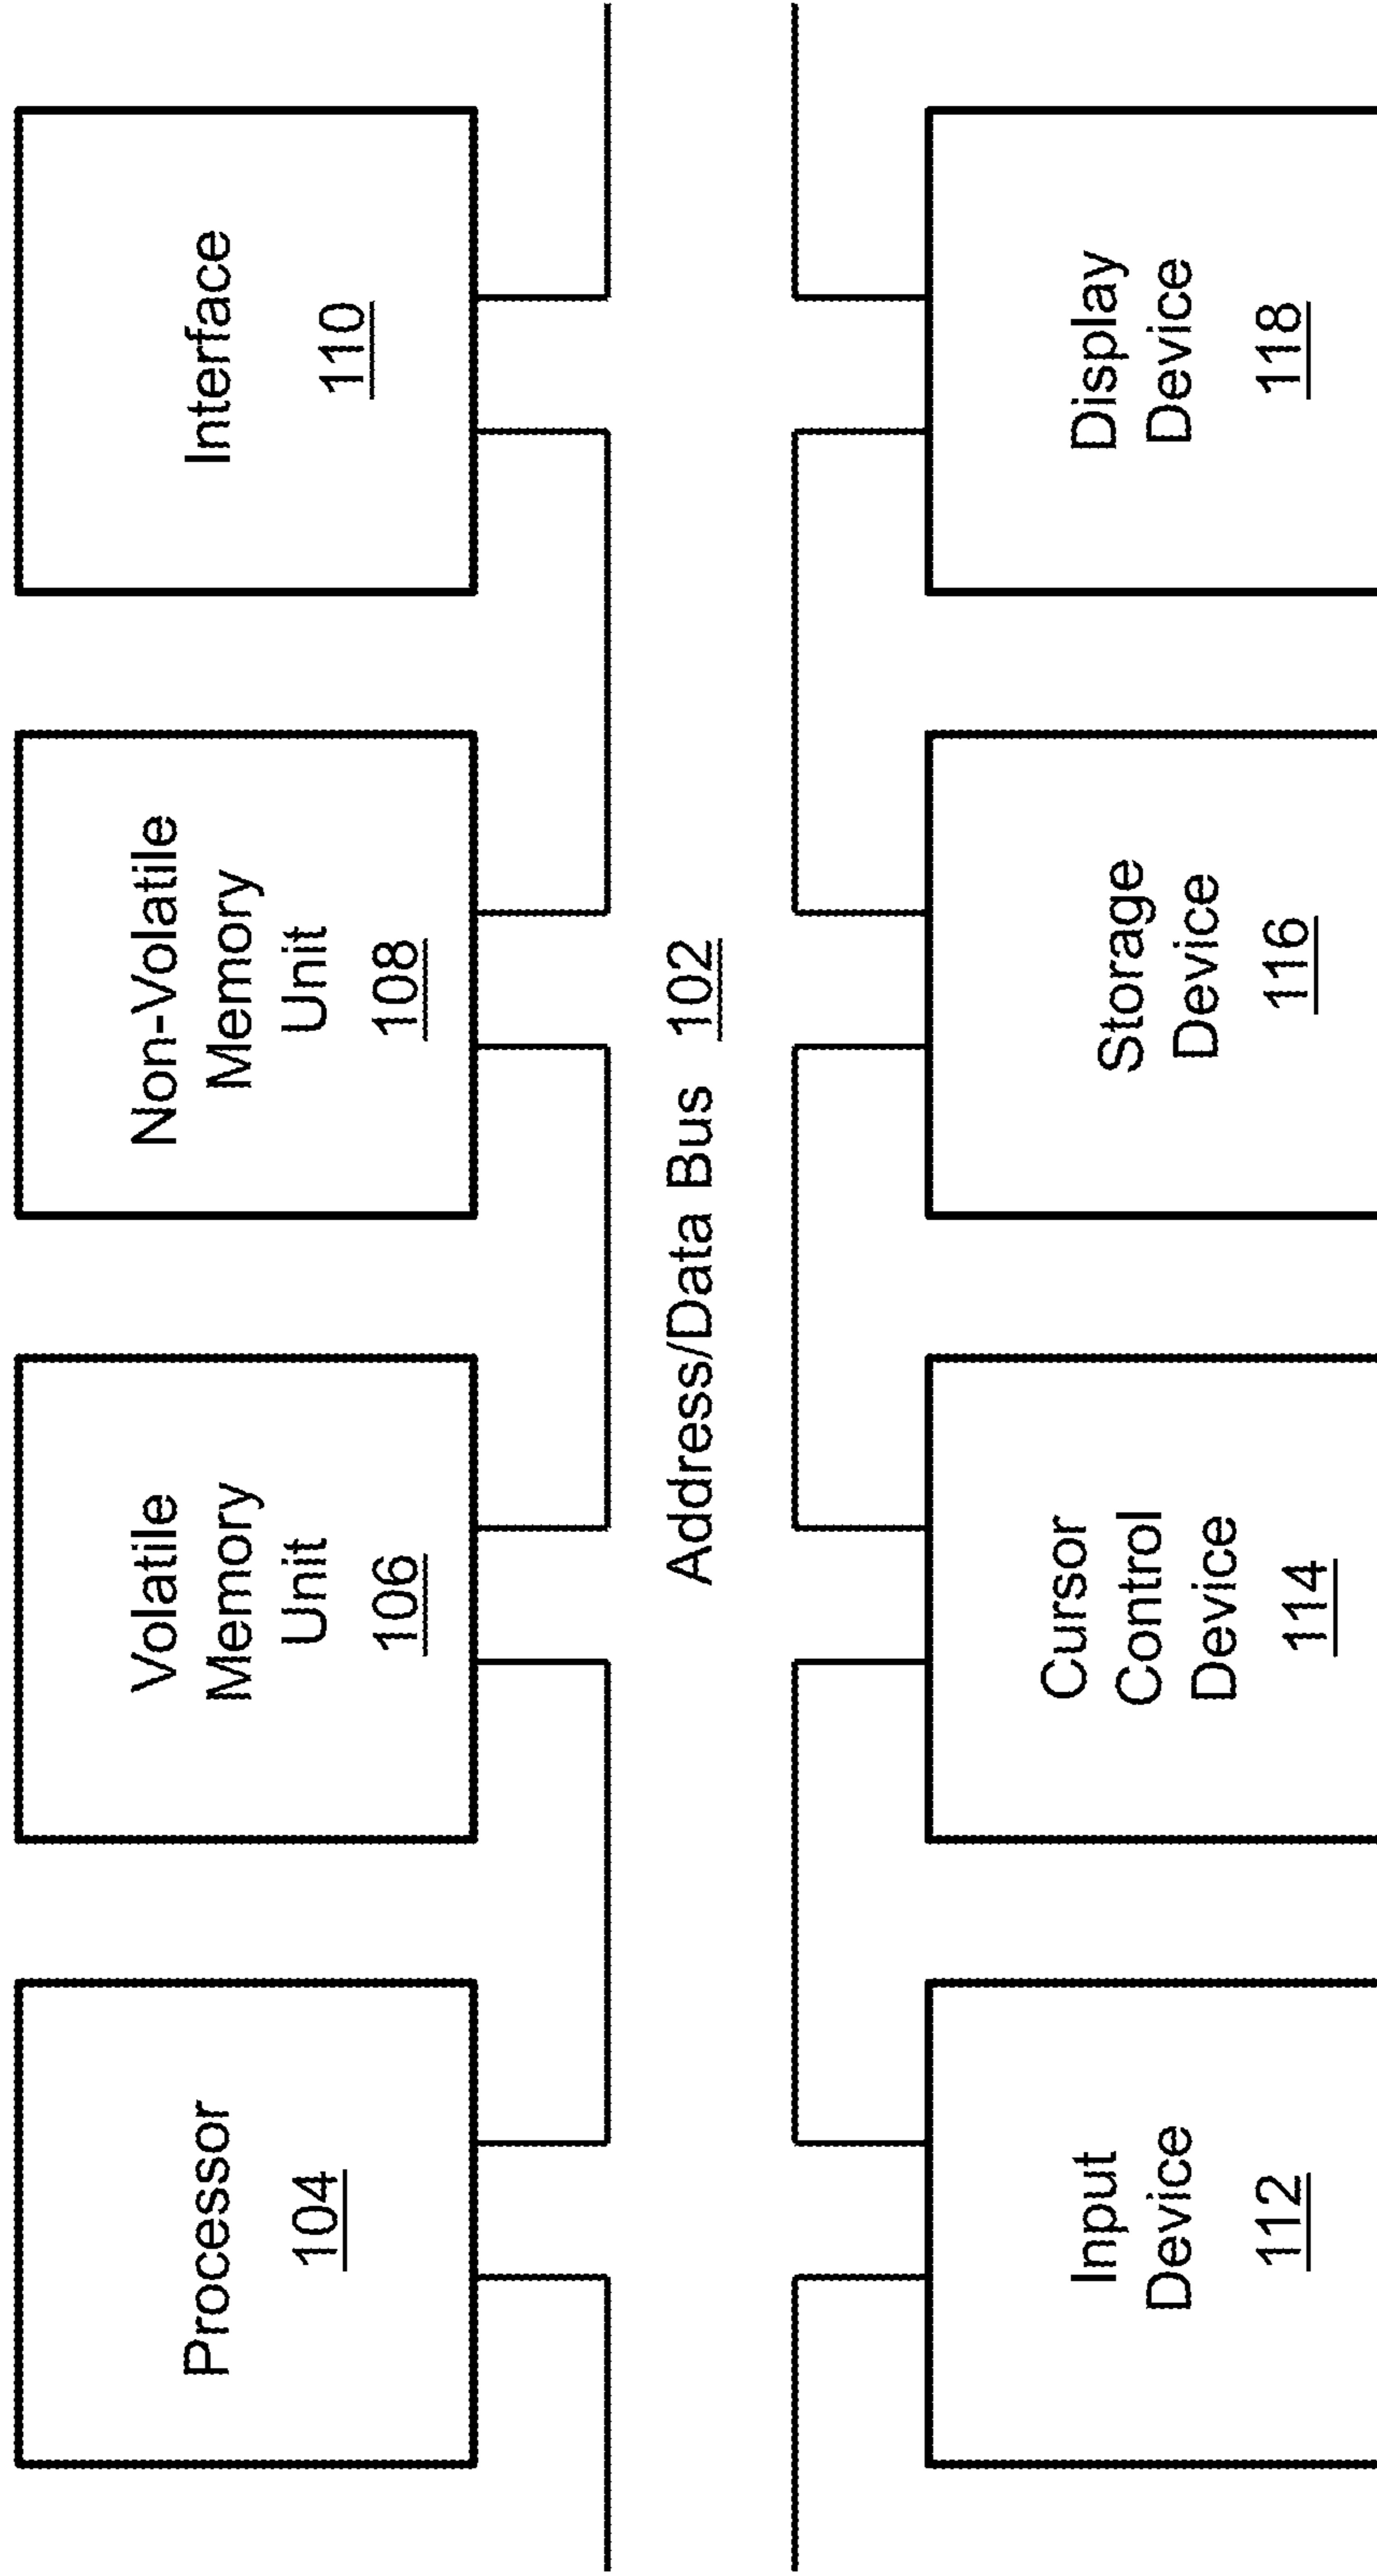 Processor
104
Volatile
Memory
Unit
106
Non-Volatile
Memory
Unit
108
Interface
110
Address/Data Bus 102
Input
Device
112
Cursor
Control
Device
114
Storage
Device
116
Display
Device
118